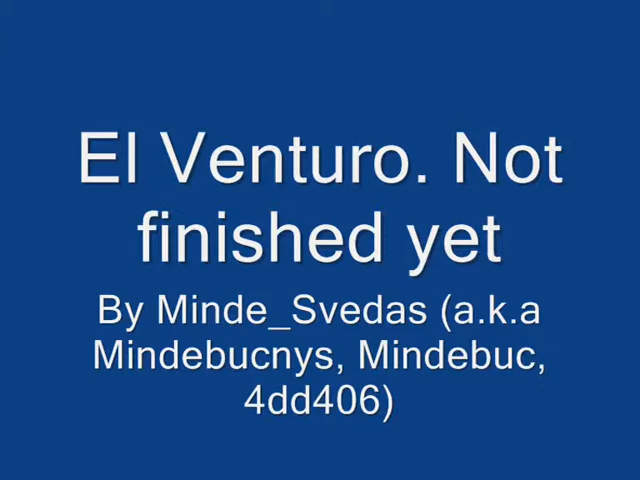 El Venturo. Not
finished yet
By Minde_Svedas (a.k.a
Mindebucnys, Mindebuc,
4dd406)